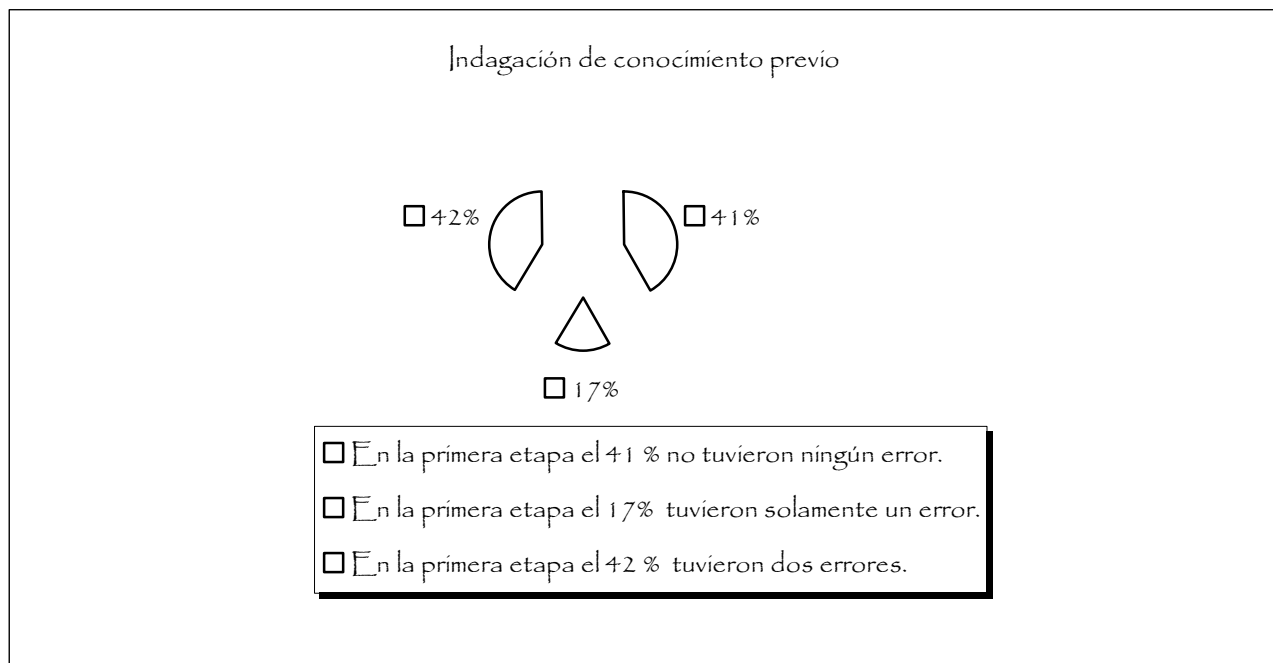 Indagación de conocimiento previo
42%
41%
17%
En la primera etapa el 41 % no tuvieron ningún error.
En la primera etapa el 17% tuvieron solamente un error.
En la primera etapa el 42 % tuvieron dos errores.